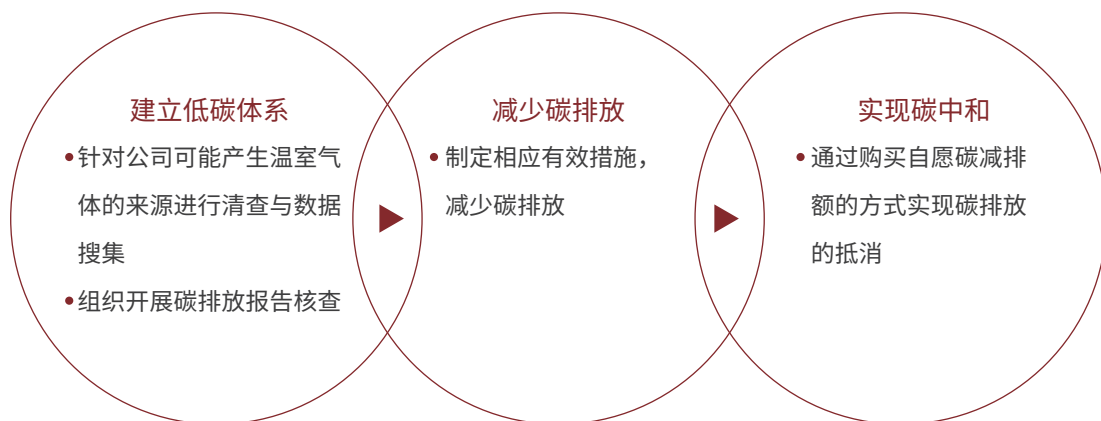 建立低碳体系
•针对公司可能产生温室气
体的来源进行清查与数据
搜集
•组织开展碳排放报告核查
减少碳排放
•制定相应有效措施，
减少碳排放
实现碳中和
•通过购买自愿碳减排
额的方式实现碳排放
的抵消